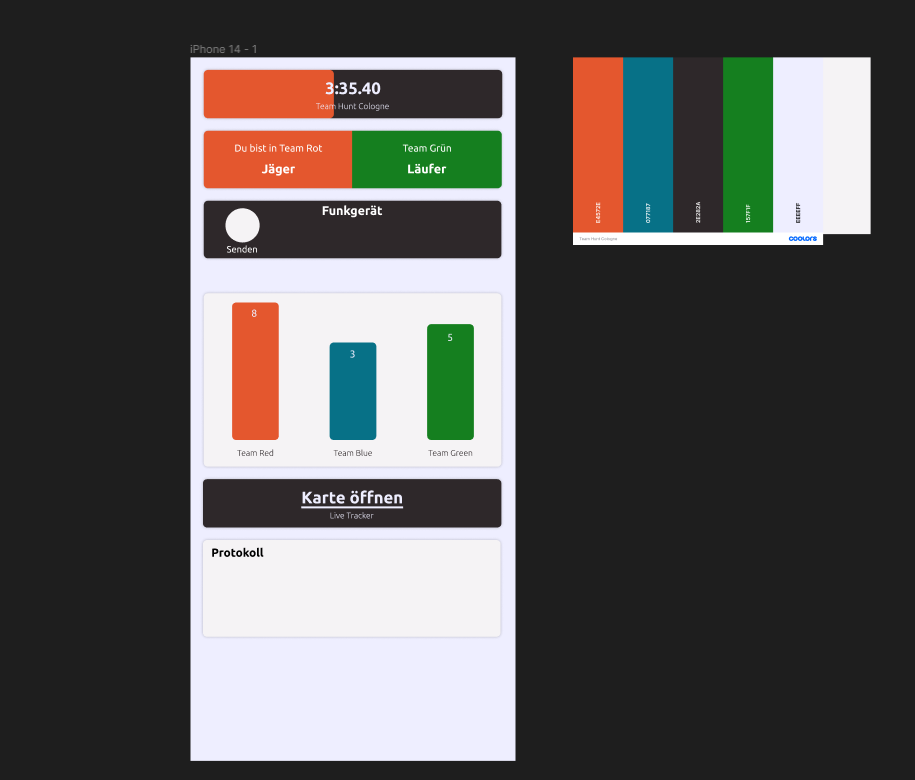 iPhone 14 - 1
3:35.40
Team Hunt Cologne
Du bist in Team Rot
Jäger
Team Grün
Läufer
Funkgerät
Senden
8
3
5
Team Red
Team Blue
Team Green
Karte öffnen
Live Tracker
Protokoll
E4572E
077187
2E282A
157F1F
EEEEFF
Team Hunt Cologne
coolors